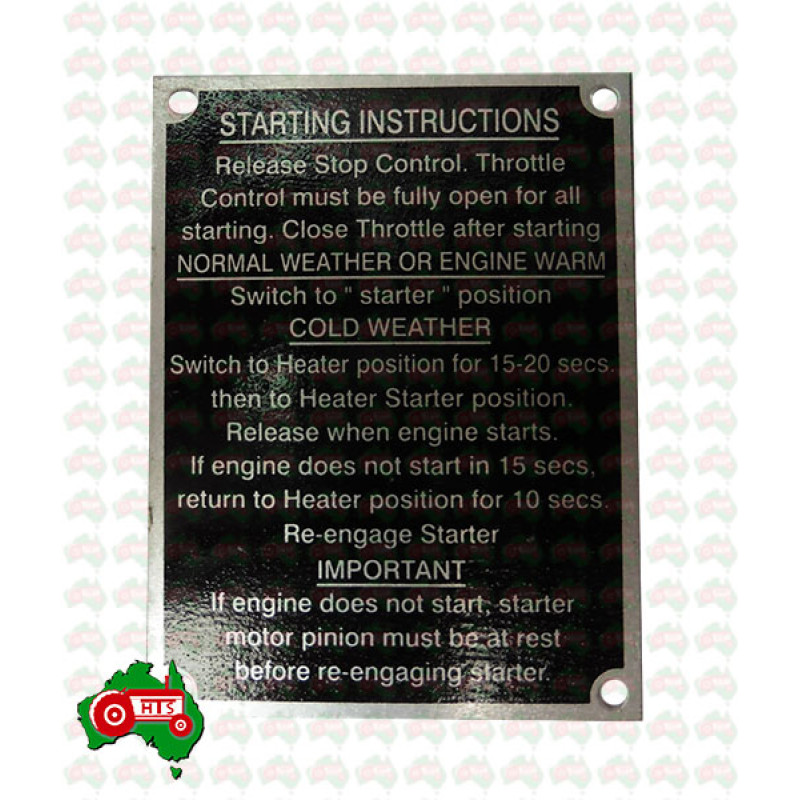 STARTING INSTRUCTIONS
Release Stop Control. Throttle
Control must be fully open for all
starting. Close Throttle after starting
NORMAL WEATHER OR ENGINE WARM
Switch to " starter " position
COLD WEATHER
Switch to Heater position for 15-20 secs.
then to Heater Starter position.
Release when engine starts.
If engine does not start in 15 secs,
return to Heater position for 10 secs.
Re-engage Starter
IMPORTANT
If engine does not start, starter
motor pinion must be at rest
before re-engaging starter.
HTS